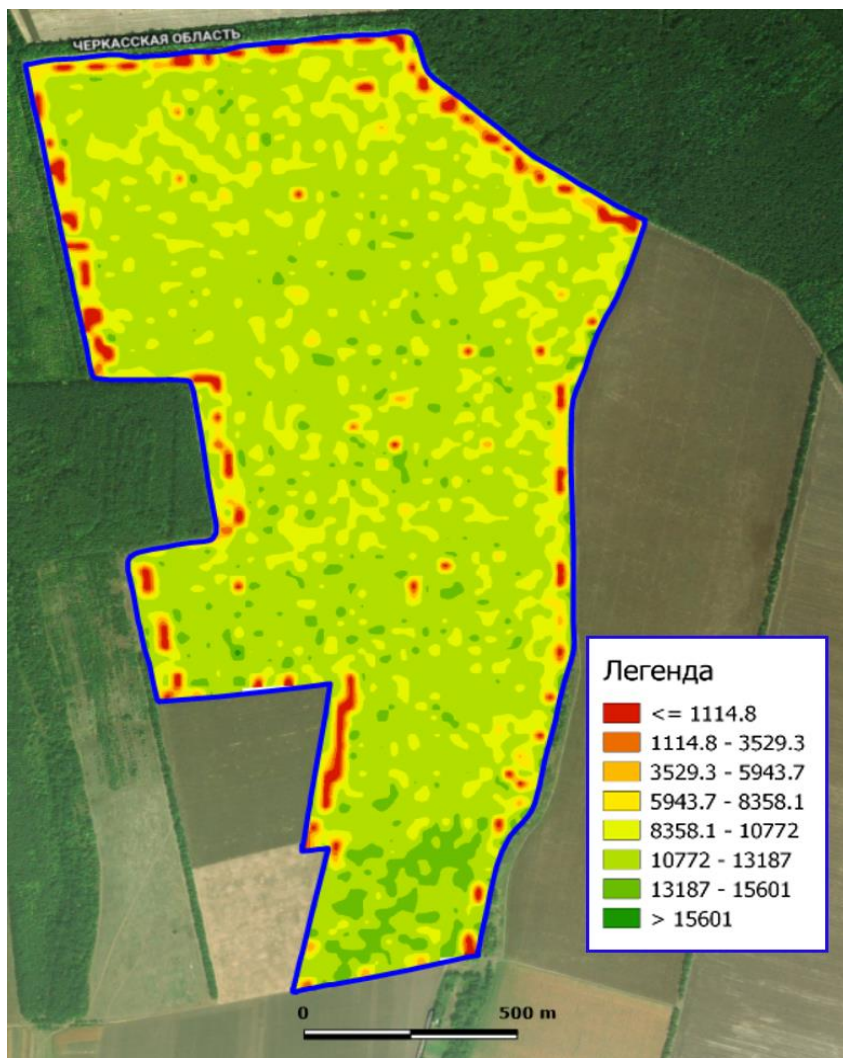 ЧЕРКАССКАЯ ОБЛАСТЬ
Легенда
<= 1114.8
1114.8 - 3529.3
3529.3 - 5943.7
5943.7 - 8358.1
8358.1 - 10772
10772 - 13187
13187 - 15601
> 15601
0 500 m